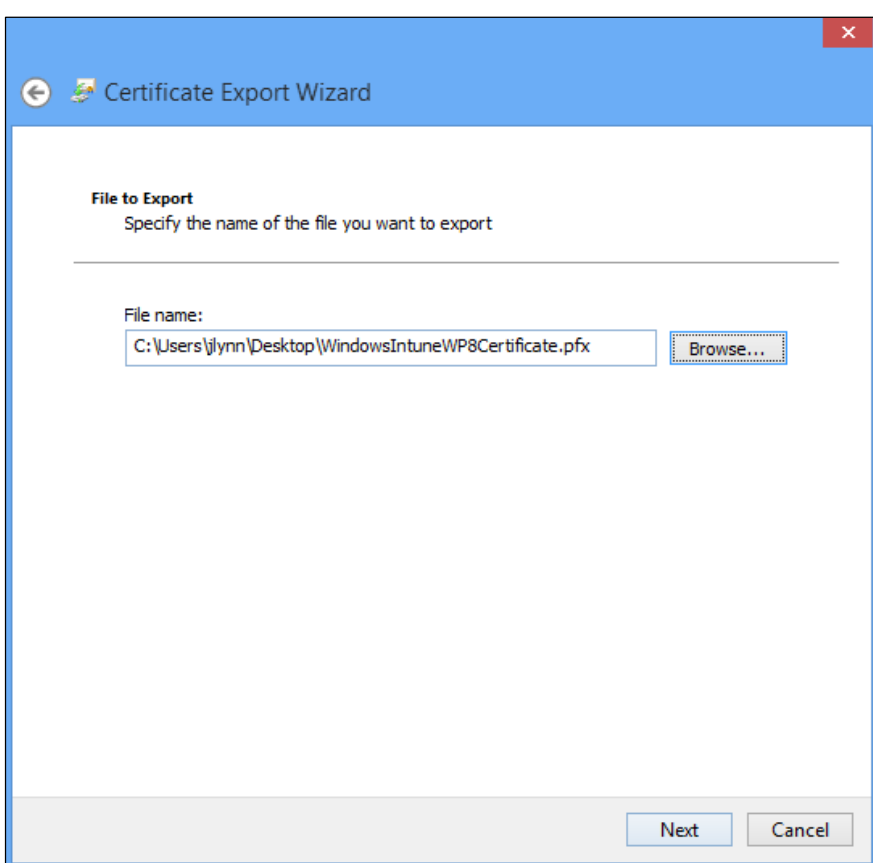 Certificate Export Wizard
File to Export
Specify the name of the file you want to export
File name:
C:\Users\jlynn\Desktop\WindowsIntuneWP8Certificate.pfx
Browse...
Next
Cancel